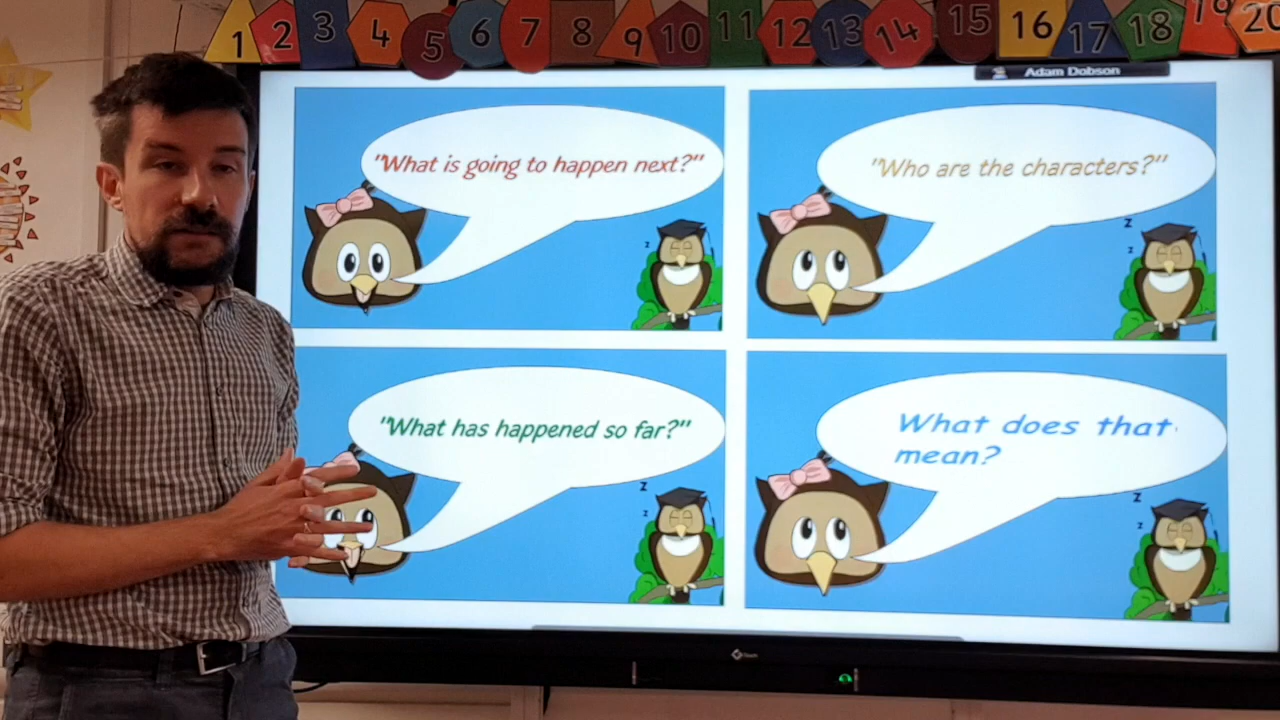 1 2 3 4 5 6 7 8 9 10 11 12 13 14 15 16 17 18 19 20
Adam Dobson
"What is going to happen next?"
"Who are the characters?"
z
z
z
"What has happened so far?"
What does that
mean?
z
z
z
z